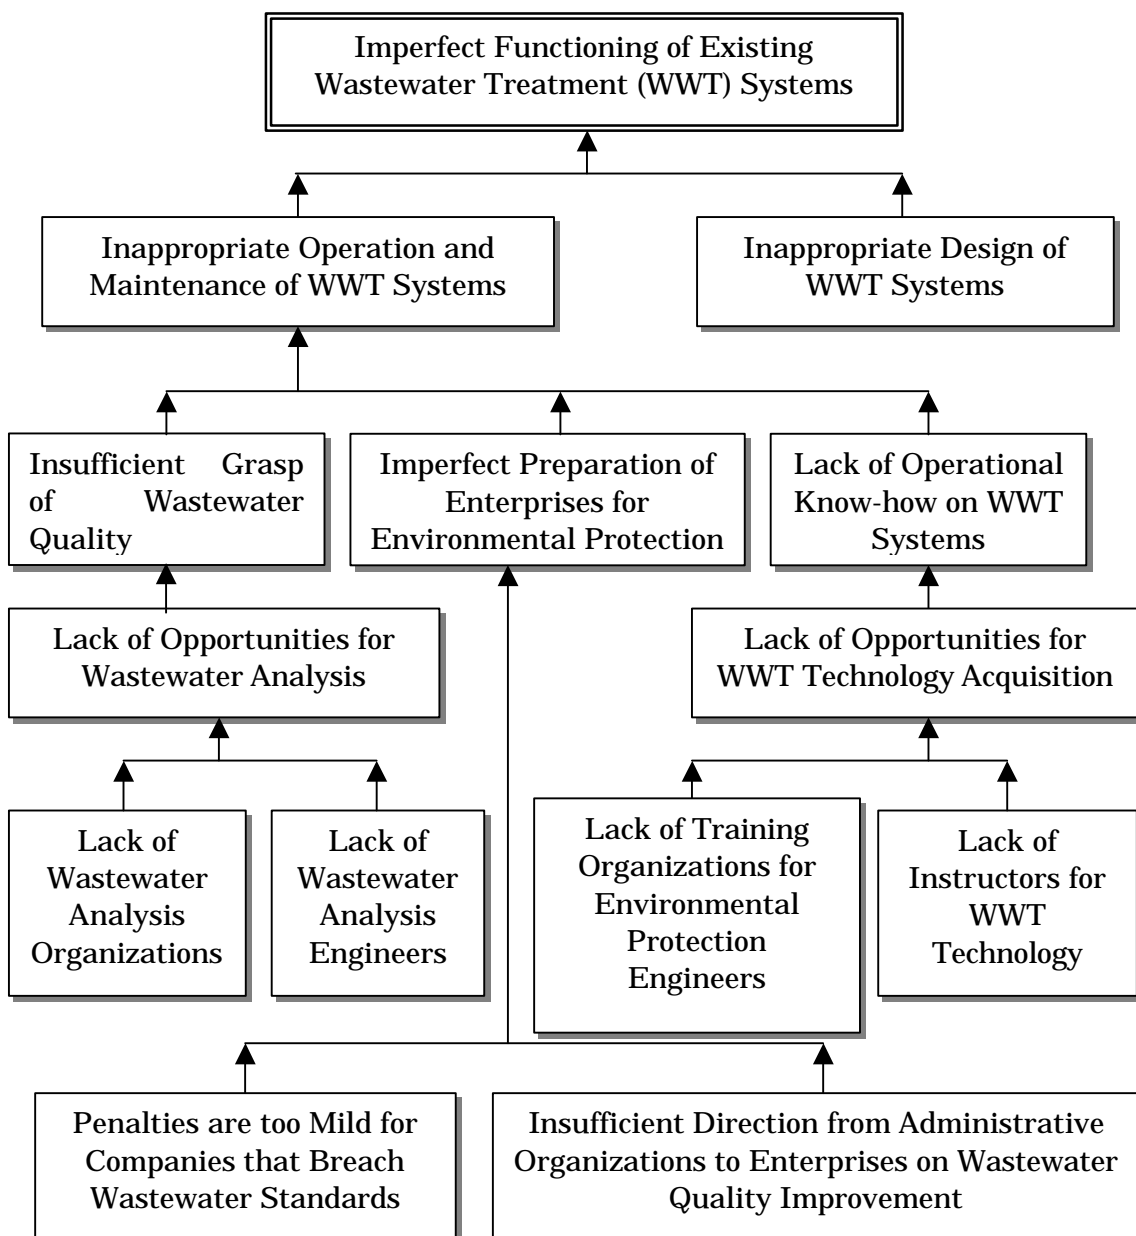 Imperfect Functioning of Existing
Wastewater Treatment (WWT) Systems
Inappropriate Operation and
Maintenance of WWT Systems
Inappropriate Design of
WWT Systems
Insufficient Grasp
of Wastewater
Quality
Imperfect Preparation of
Enterprises for
Environmental Protection
Lack of Operational
Know-how on WWT
Systems
Lack of Opportunities for
Wastewater Analysis
Lack of Opportunities for
WWT Technology Acquisition
Lack of
Wastewater
Analysis
Organizations
Lack of
Wastewater
Analysis
Engineers
Lack of Training
Organizations for
Environmental
Protection
Engineers
Lack of
Instructors for
WWT
Technology
Penalties are too Mild for
Companies that Breach
Wastewater Standards
Insufficient Direction from Administrative
Organizations to Enterprises on Wastewater
Quality Improvement